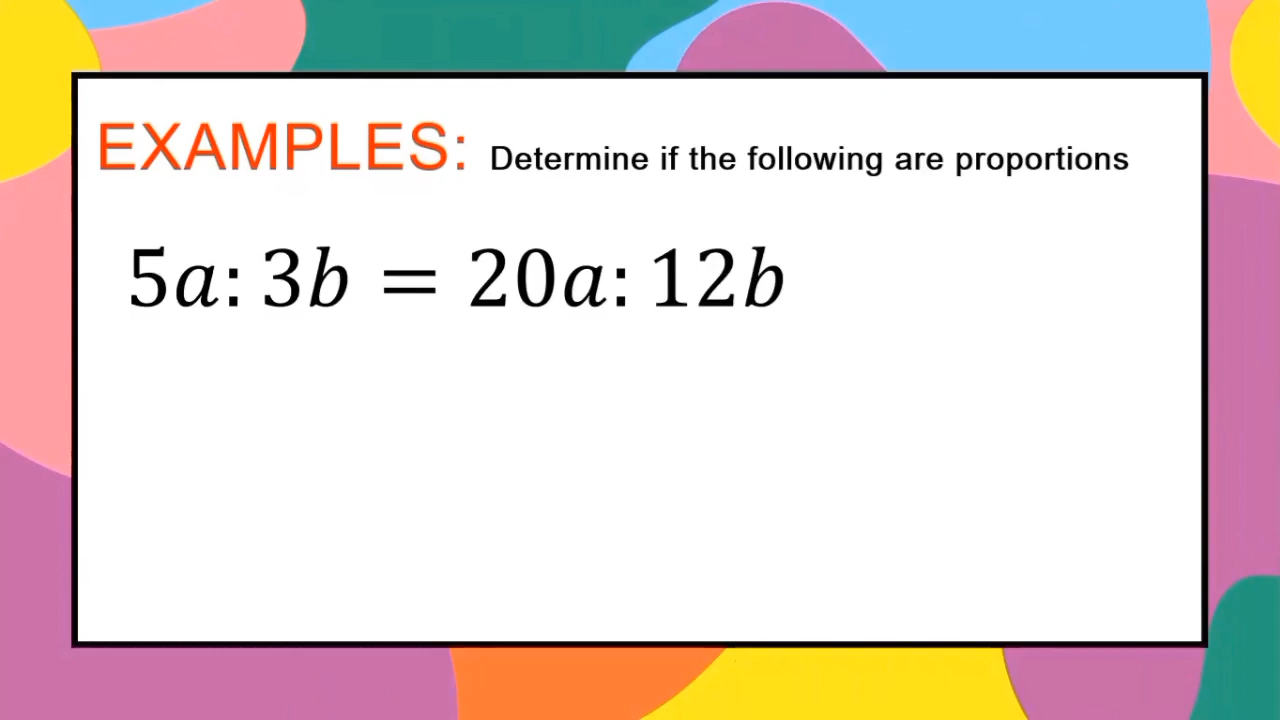 EXAMPLES: Determine if the following are proportions
5a: 3b = 20a: 12b